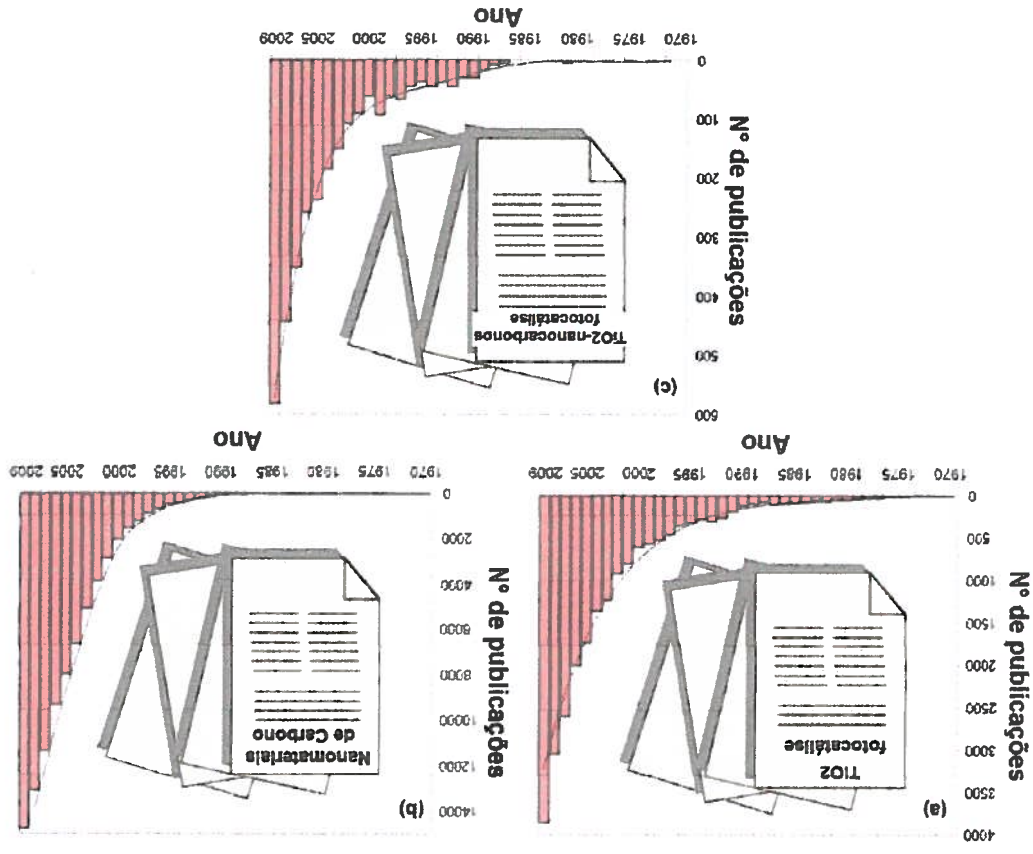 (a)
Nº de publicações
4000
3500
3000
2500
2000
1500
1000
500
0
TiO2
fotocatálise
1970 1975 1980 1985 1990 1995 2000 2005 2009
Ano
(b)
Nº de publicações
14000
12000
10000
8000
6000
4000
2000
0
Nanomateriais
de Carbono
1970 1975 1980 1985 1990 1995 2000 2005 2009
Ano
(c)
Nº de publicações
600
500
400
300
200
100
0
TiO2-nanocarbonos
fotocatálise
1970 1975 1980 1985 1990 1995 2000 2005 2009
Ano